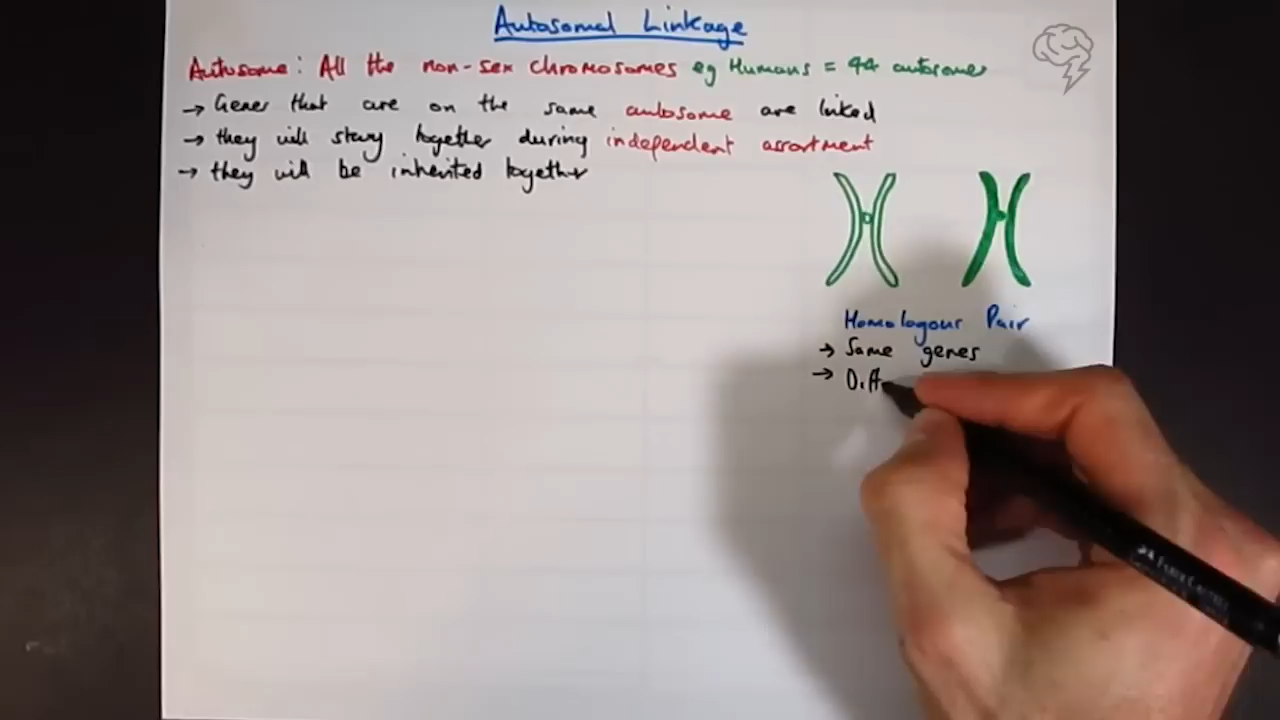 Autosomal Linkage
Autosome: All the non-sex chromosomes eg Humans = 44 autosomes
→ Genes that are on the same autosome are linked
→ they will stay together during independent assortment
→ they will be inherited together
Homologous Pair
→ Same genes
→ Diff